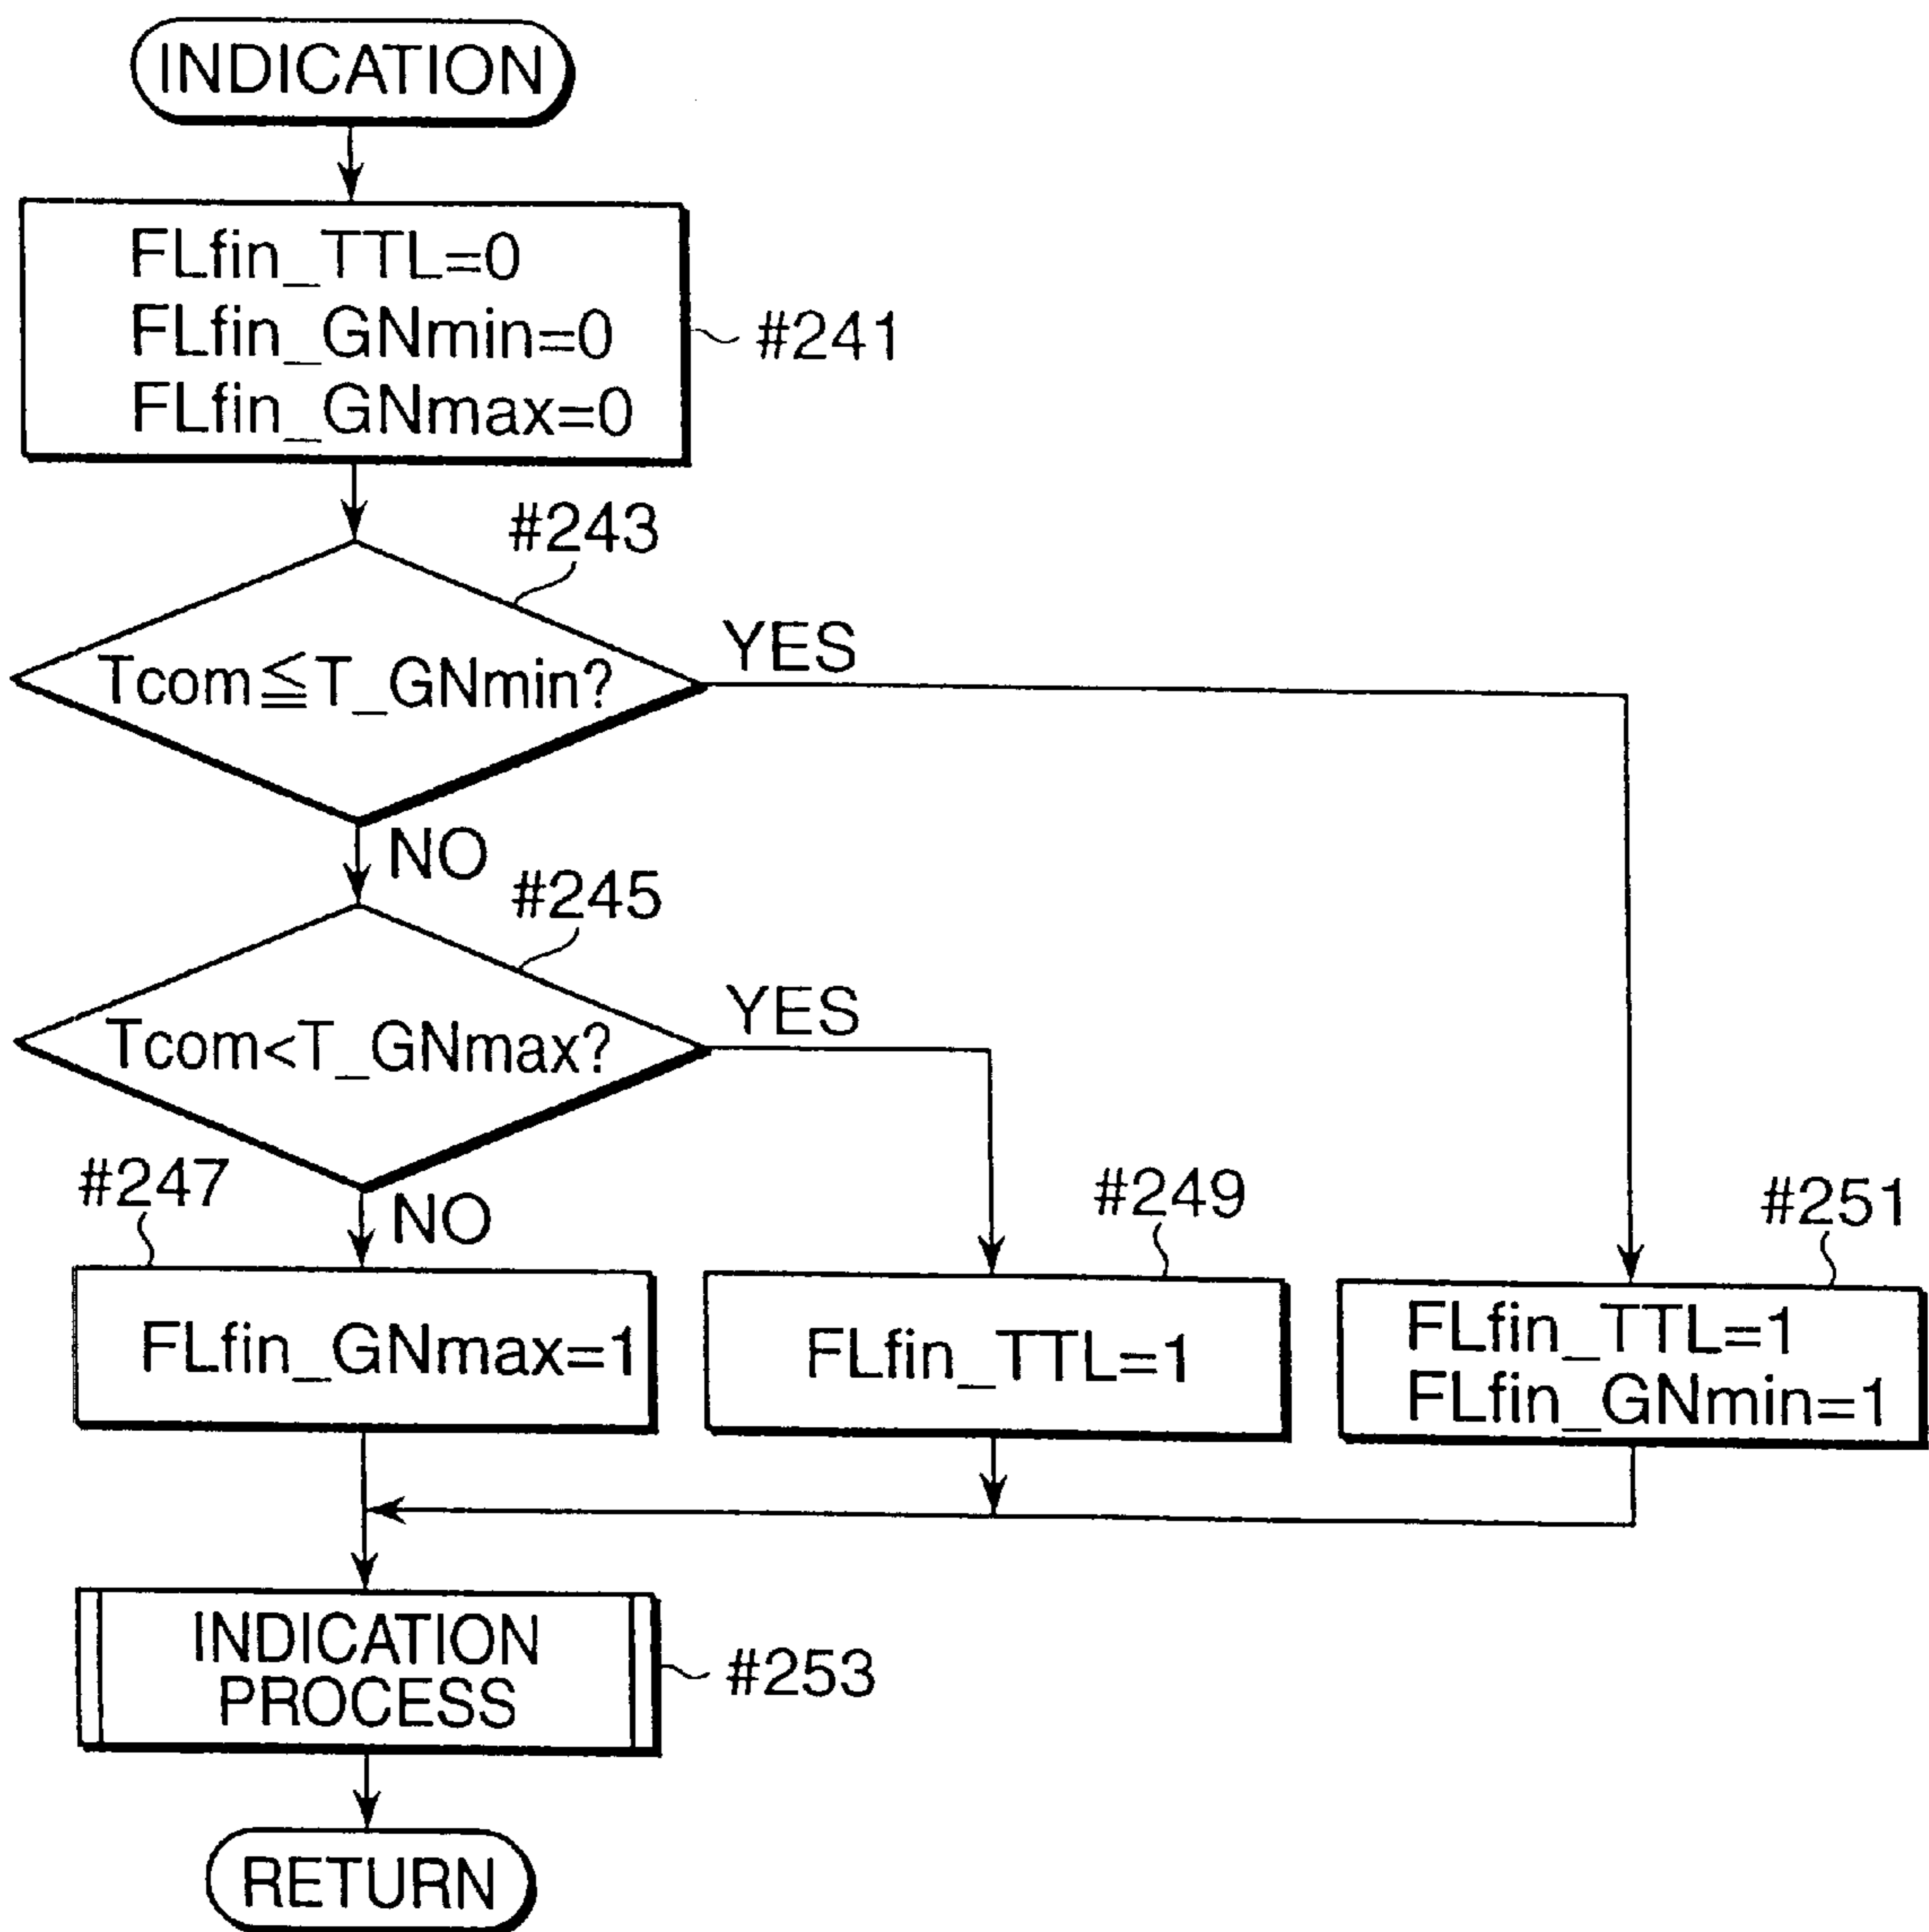 INDICATION
FLfin_TTL=0
FLfin_GNmin=0
FLfin_GNmax=0
#241
#243
Tcom≦T_GNmin?
YES
NO
#245
Tcom<T_GNmax?
YES
NO
#247
FLfin_GNmax=1
#249
FLfin_TTL=1
#251
FLfin_TTL=1
FLfin_GNmin=1
INDICATION
PROCESS
#253
RETURN